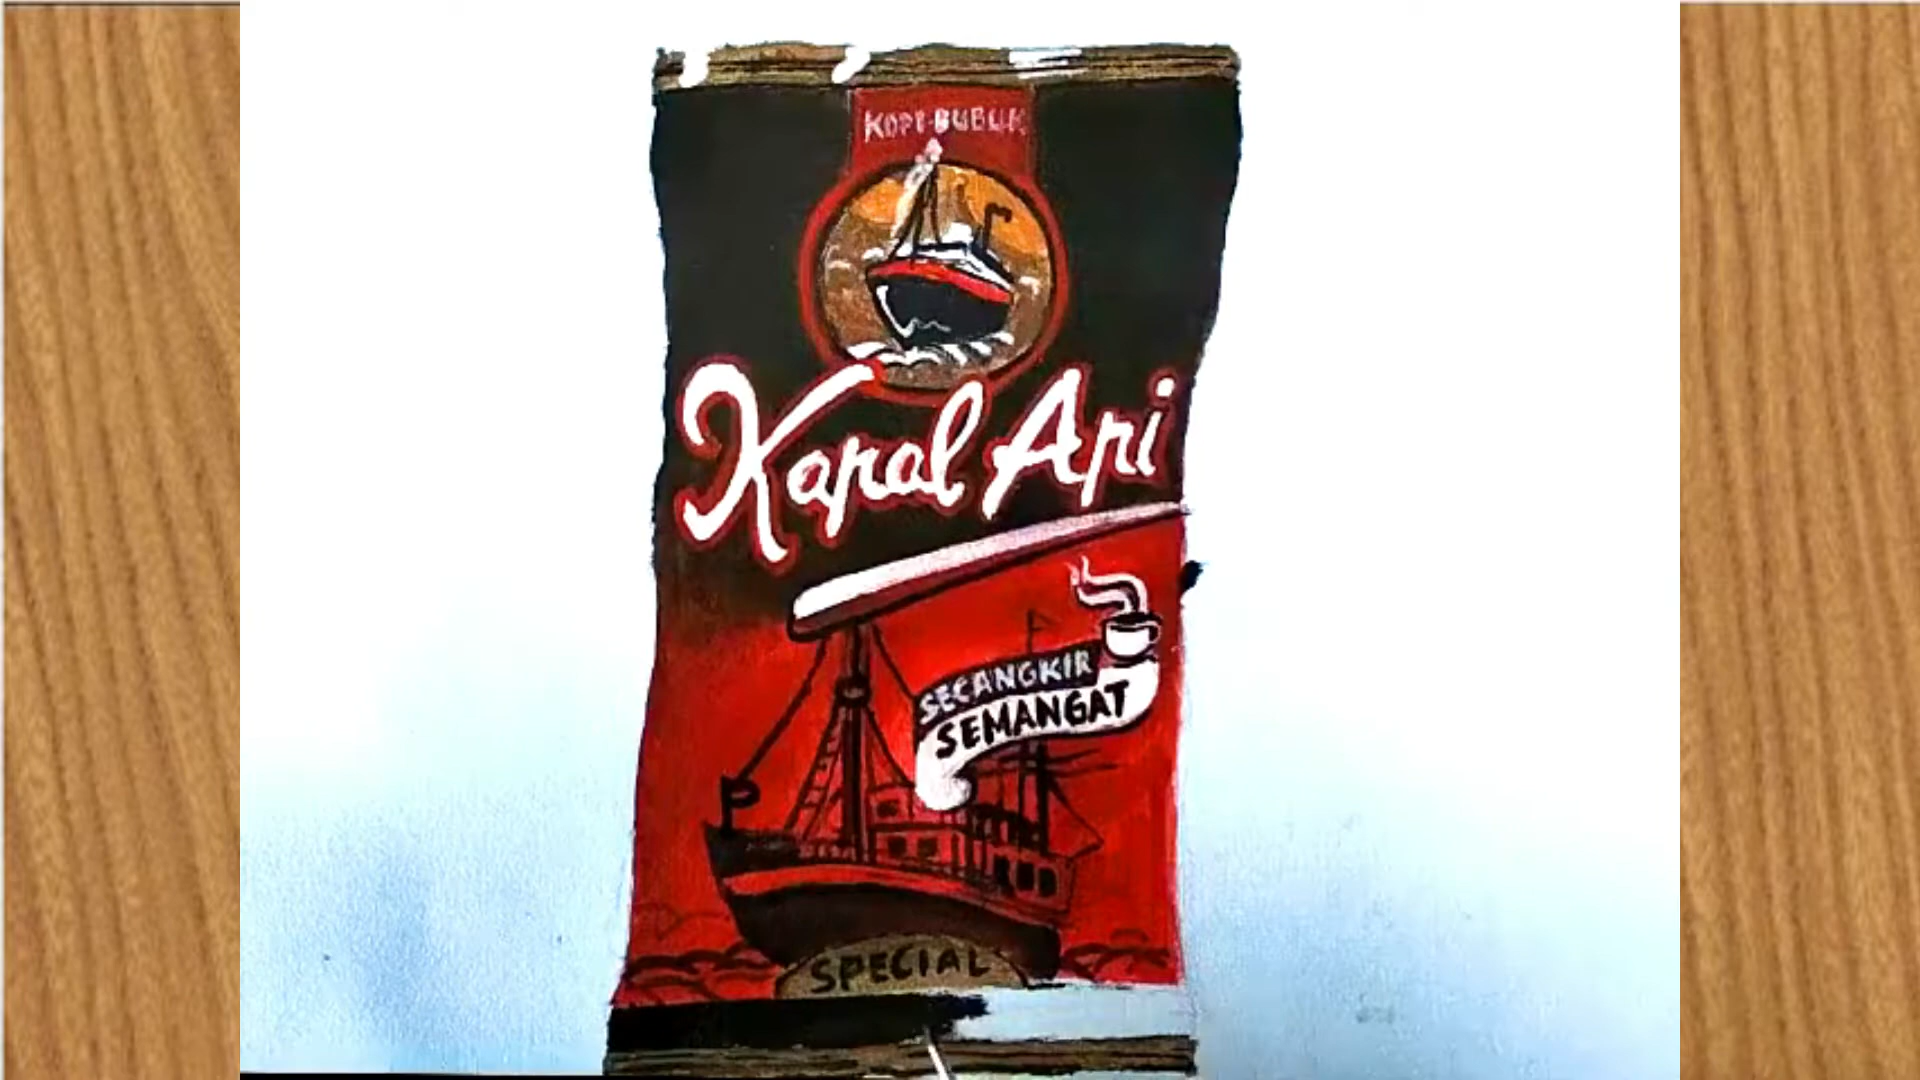 KOPI-BUBUK
Kapal Api
SECANGKIR
SEMANGAT
SPECIAL